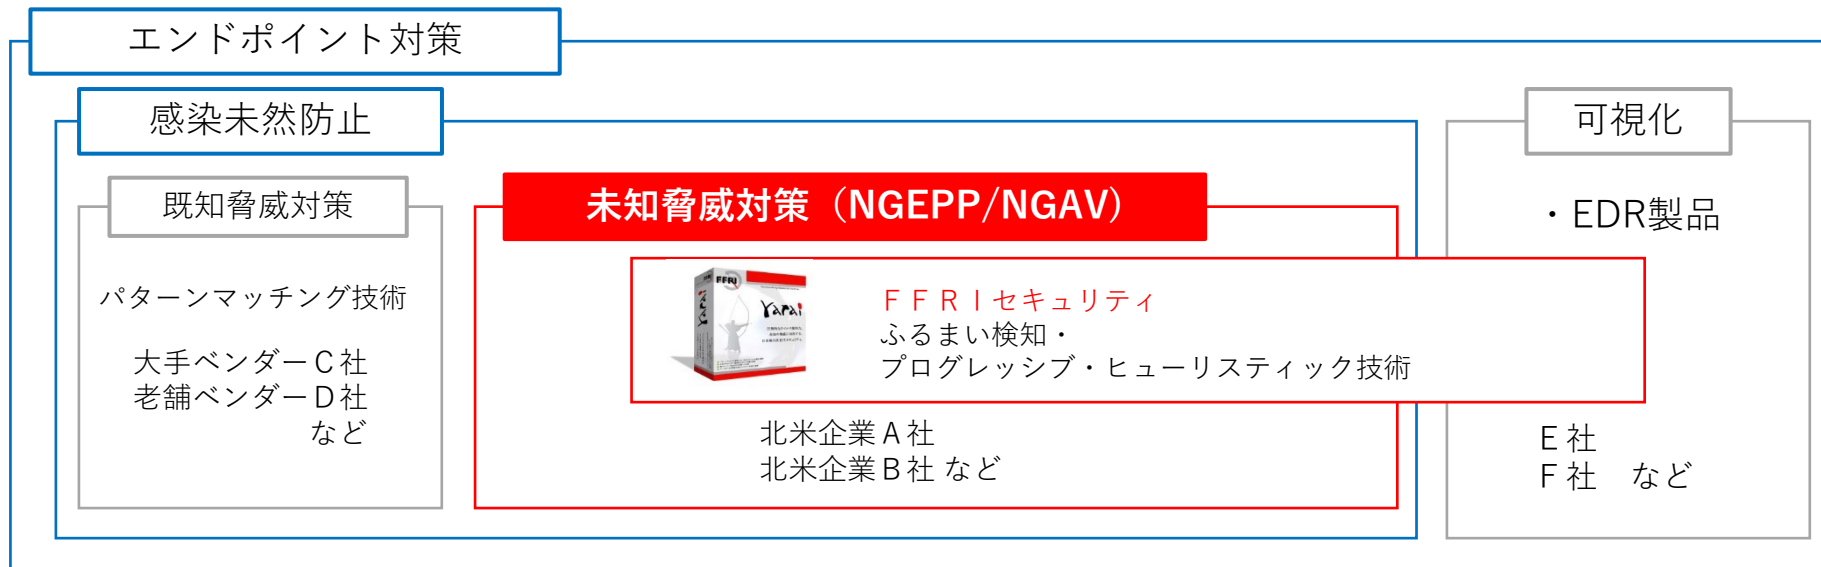 エンドポイント対策
感染未然防止
可視化
既知脅威対策
未知脅威対策（NGEPP/NGAV）
・EDR製品
パターンマッチング技術
大手ベンダーＣ社
老舗ベンダーＤ社
など
FFRI
Yarai
ＦＦＲＩセキュリティ
ふるまい検知・
プログレッシブ・ヒューリスティック技術
北米企業Ａ社
北米企業Ｂ社 など
Ｅ社
Ｆ社　など